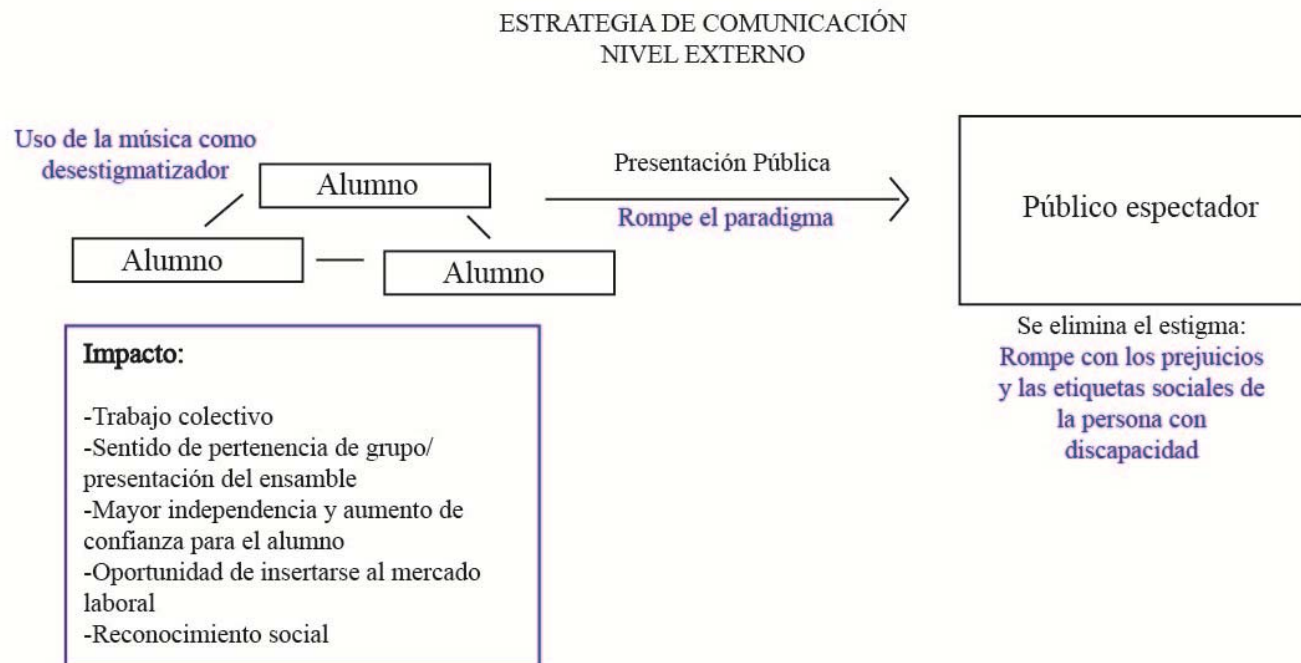 ESTRATEGIA DE COMUNICACIÓN
NIVEL EXTERNO
Uso de la música como
desestigmatizador
Alumno
Alumno
Alumno
Presentación Pública
Rompe el paradigma
Público espectador
Se elimina el estigma:
Rompe con los prejuicios
y las etiquetas sociales de
la persona con
discapacidad
Impacto:
-Trabajo colectivo
-Sentido de pertenencia de grupo/
presentación del ensamble
-Mayor independencia y aumento de
confianza para el alumno
-Oportunidad de insertarse al mercado
laboral
-Reconocimiento social